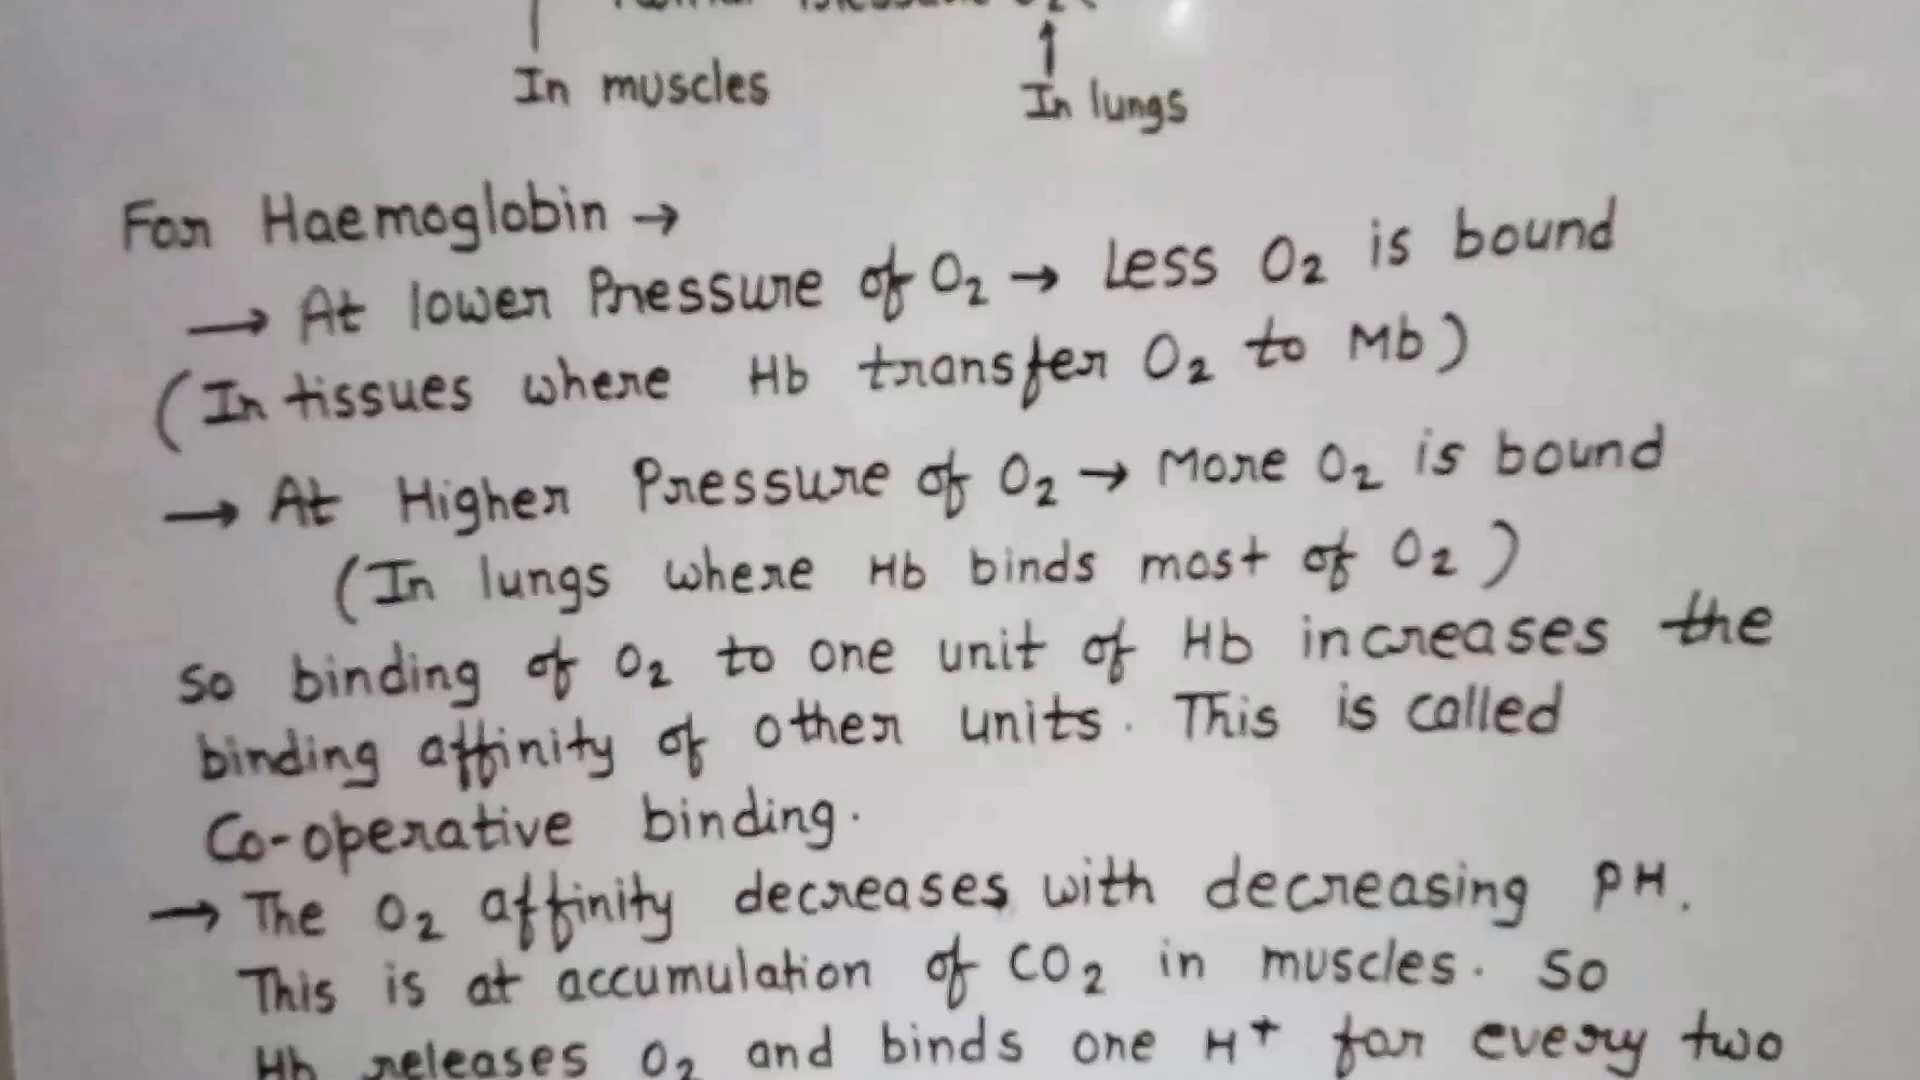 In muscles
In lungs
For Haemoglobin →
→ At lower Pressure of O2 → Less O2 is bound
(In tissues where Hb transfer O2 to Mb)
→ At Higher Pressure of O2 → More O2 is bound
(In lungs where Hb binds most of O2)
so binding of O2 to one unit of Hb increases the
binding affinity of other units. This is called
Co-operative binding.
→ The O2 affinity decreases with decreasing PH.
This is at accumulation of CO2 in muscles. So
Hb releases O2 and binds one H+ for every two